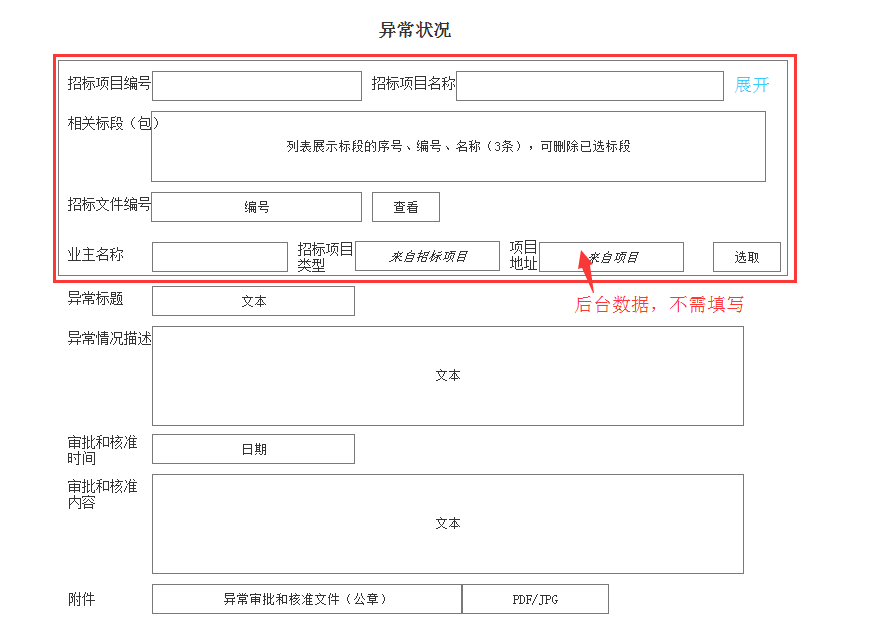 异常状况
招标项目编号 招标项目名称 展开
相关标段（包）
列表展示标段的序号、编号、名称（3条），可删除已选标段
招标文件编号 编号 查看
业主名称 招标项目类型 来自招标项目 项目地址 来自项目 选取
后台数据，不需填写
异常标题 文本
异常情况描述
文本
审批和核准时间 日期
审批和核准内容
文本
附件 异常审批和核准文件（公章） PDF/JPG